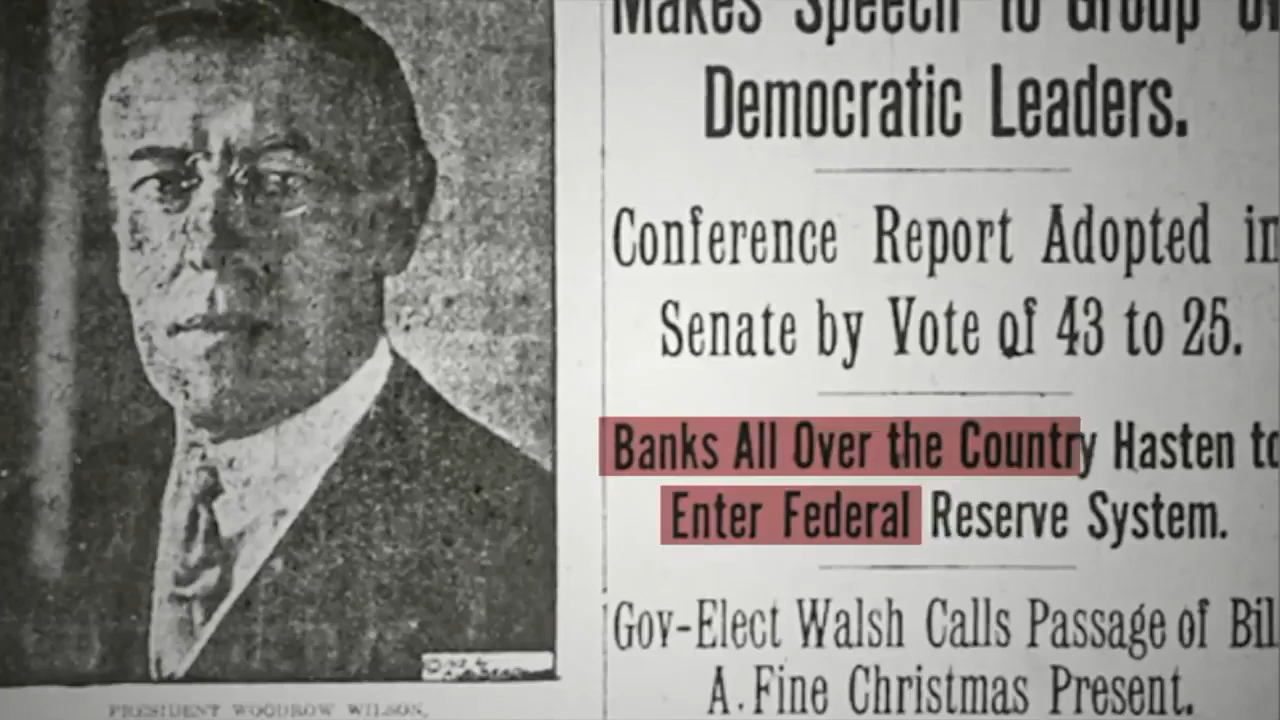 Makes Speech to Group of
Democratic Leaders.
Conference Report Adopted in
Senate by Vote of 43 to 25.
Banks All Over the Country Hasten to
Enter Federal Reserve System.
Gov-Elect Walsh Calls Passage of Bill
A Fine Christmas Present.
PRESIDENT WOODROW WILSON,